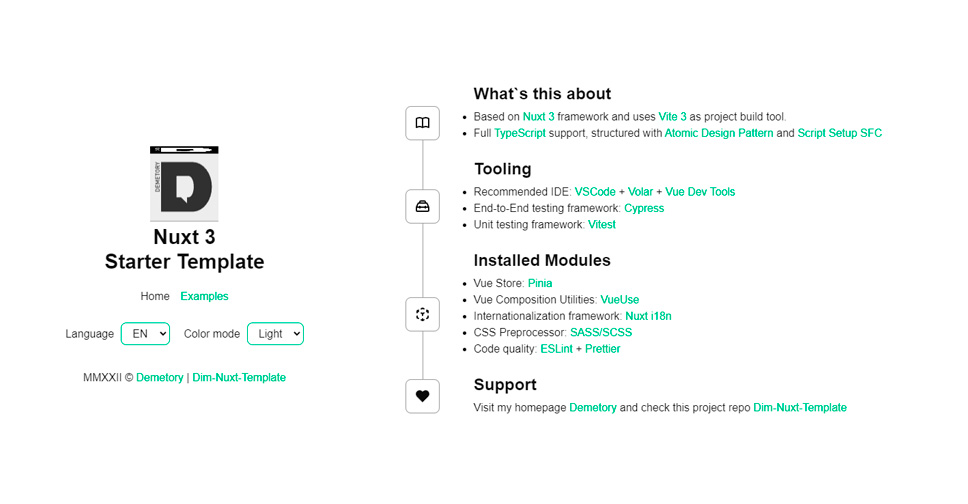 DEMETORY
Nuxt 3
Starter Template
Home Examples
Language EN Color mode Light
MMXXII © Demetory | Dim-Nuxt-Template
What`s this about
Based on Nuxt 3 framework and uses Vite 3 as project build tool.
Full TypeScript support, structured with Atomic Design Pattern and Script Setup SFC
Tooling
Recommended IDE: VSCode + Volar + Vue Dev Tools
End-to-End testing framework: Cypress
Unit testing framework: Vitest
Installed Modules
Vue Store: Pinia
Vue Composition Utilities: VueUse
Internationalization framework: Nuxt i18n
CSS Preprocessor: SASS/SCSS
Code quality: ESLint + Prettier
Support
Visit my homepage Demetory and check this project repo Dim-Nuxt-Template